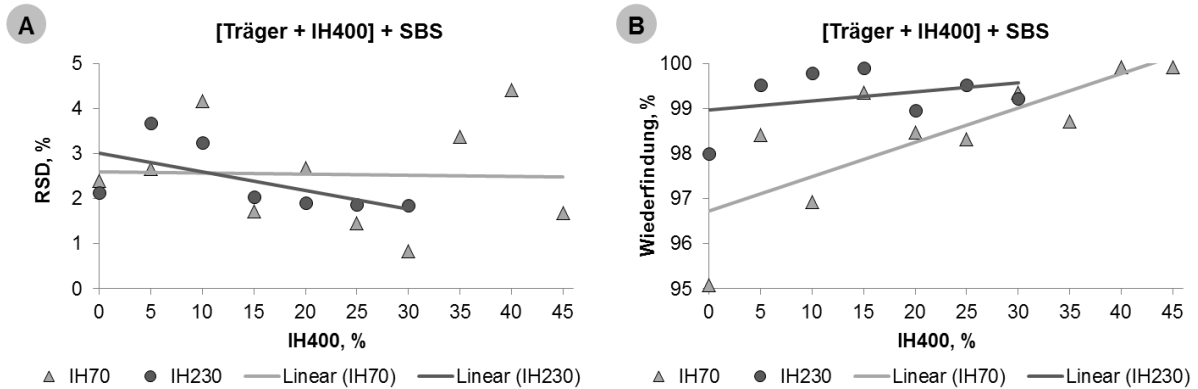 A
[Träger + IH400] + SBS
5
4
3
2
1
0
RSD, %
0 5 10 15 20 25 30 35 40 45
IH400, %
IH70 IH230 Linear (IH70) Linear (IH230)
B
[Träger + IH400] + SBS
100
99
98
97
96
95
Wiederfindung, %
0 5 10 15 20 25 30 35 40 45
IH400, %
IH70 IH230 Linear (IH70) Linear (IH230)